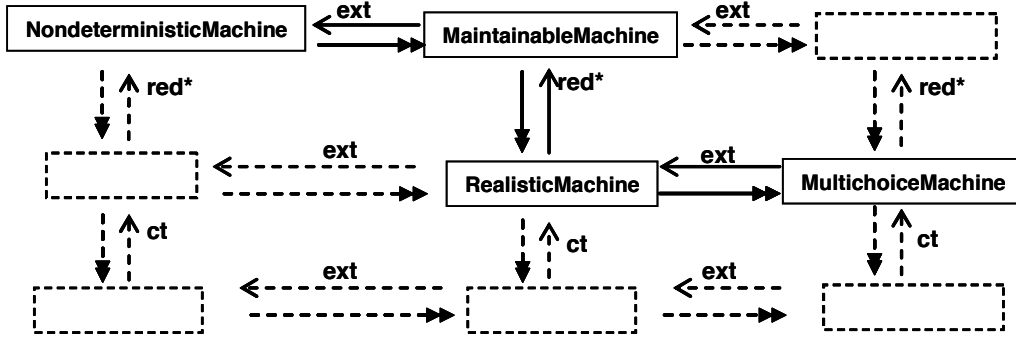 ext
ext
NondeterministicMachine
MaintainableMachine
red*
red*
red*
ext
ext
RealisticMachine
MultichoiceMachine
ct
ct
ct
ext
ext